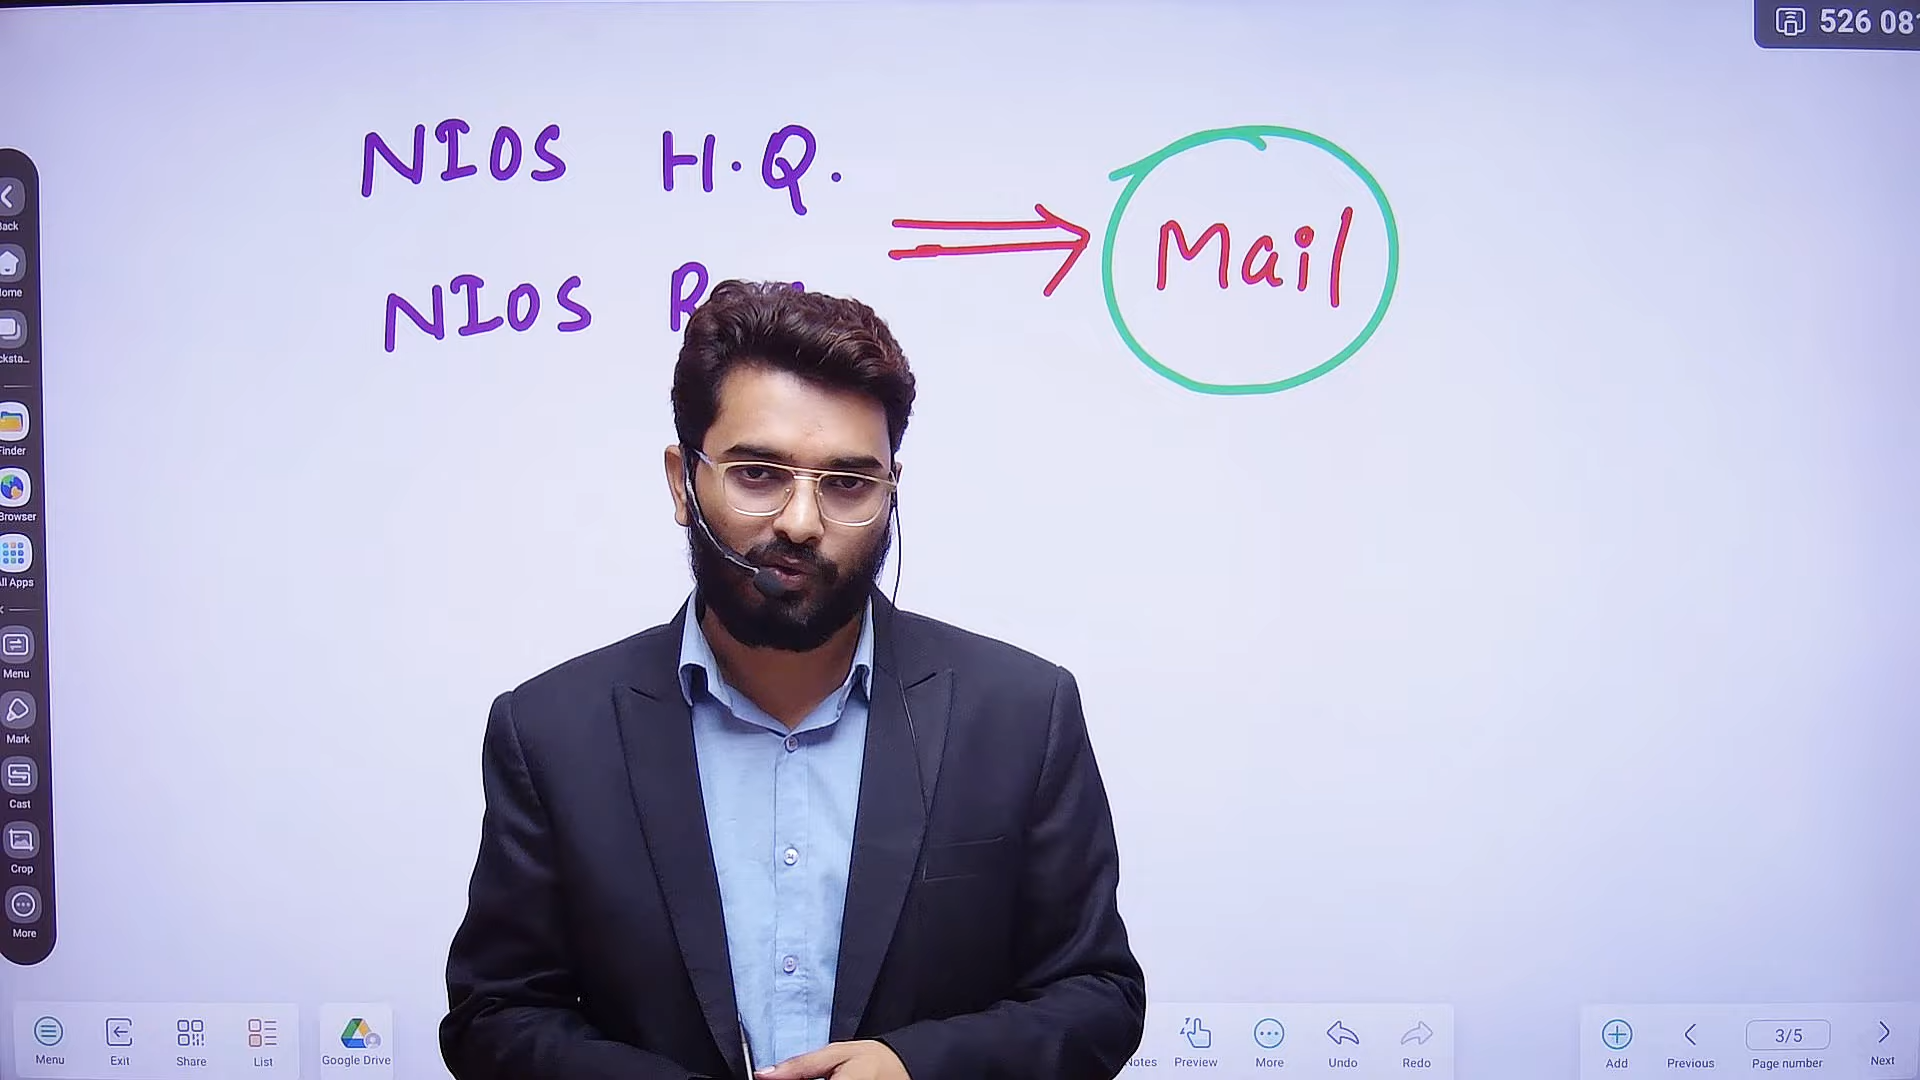 526 08
NIOS H.Q.
NIOS R
Mail
Back
Home
Finder
Browser
All Apps
Menu
Mark
Cast
Crop
More
Menu
Exit
Share
List
Google Drive
Notes
Preview
More
Undo
Redo
Add
Previous
3/5
Page number
Next